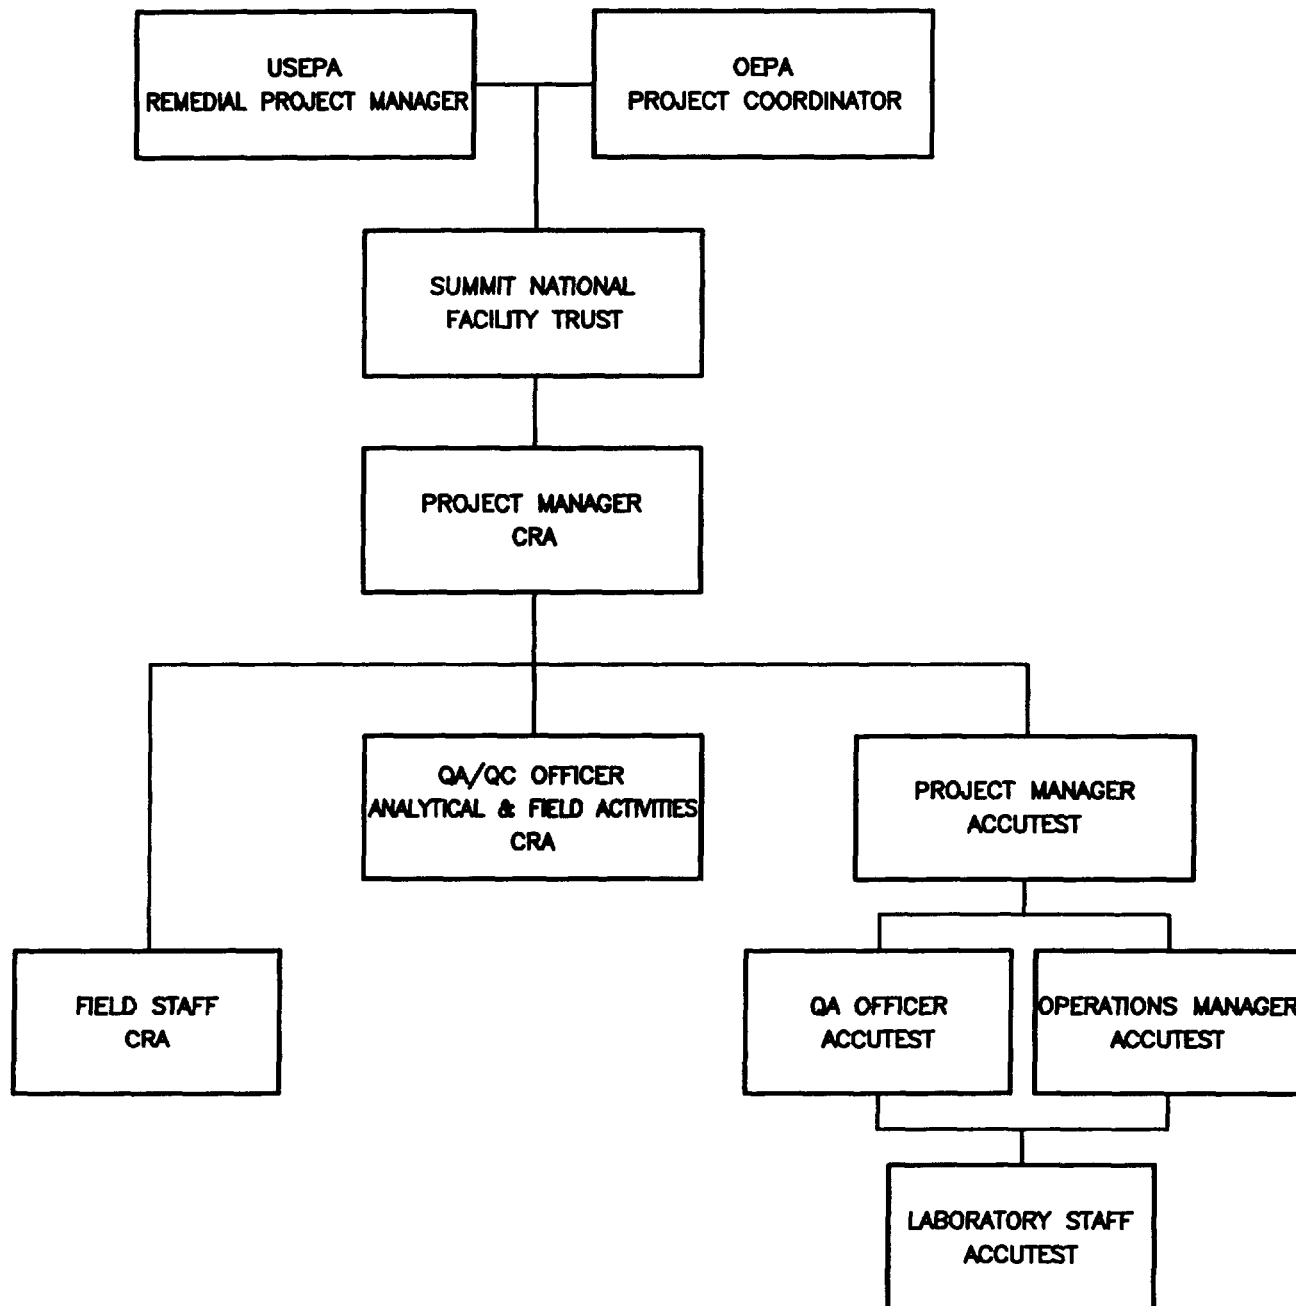 USEPA
REMEDIAL PROJECT MANAGER
OEPA
PROJECT COORDINATOR
SUMMIT NATIONAL
FACILITY TRUST
PROJECT MANAGER
CRA
QA/QC OFFICER
ANALYTICAL & FIELD ACTIVITIES
CRA
PROJECT MANAGER
ACCUTEST
FIELD STAFF
CRA
QA OFFICER
ACCUTEST
OPERATIONS MANAGER
ACCUTEST
LABORATORY STAFF
ACCUTEST